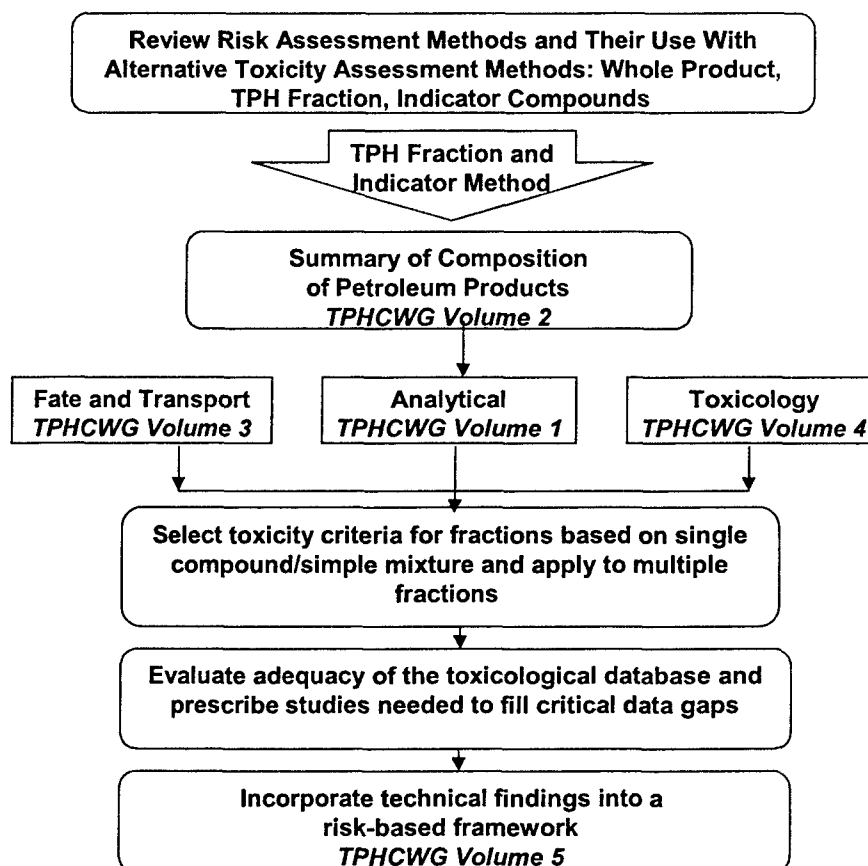 Review Risk Assessment Methods and Their Use With
Alternative Toxicity Assessment Methods: Whole Product,
TPH Fraction, Indicator Compounds
TPH Fraction and
Indicator Method
Summary of Composition
of Petroleum Products
TPHCWG Volume 2
Fate and Transport
TPHCWG Volume 3
Analytical
TPHCWG Volume 1
Toxicology
TPHCWG Volume 4
Select toxicity criteria for fractions based on single
compound/simple mixture and apply to multiple
fractions
Evaluate adequacy of the toxicological database and
prescribe studies needed to fill critical data gaps
Incorporate technical findings into a
risk-based framework
TPHCWG Volume 5